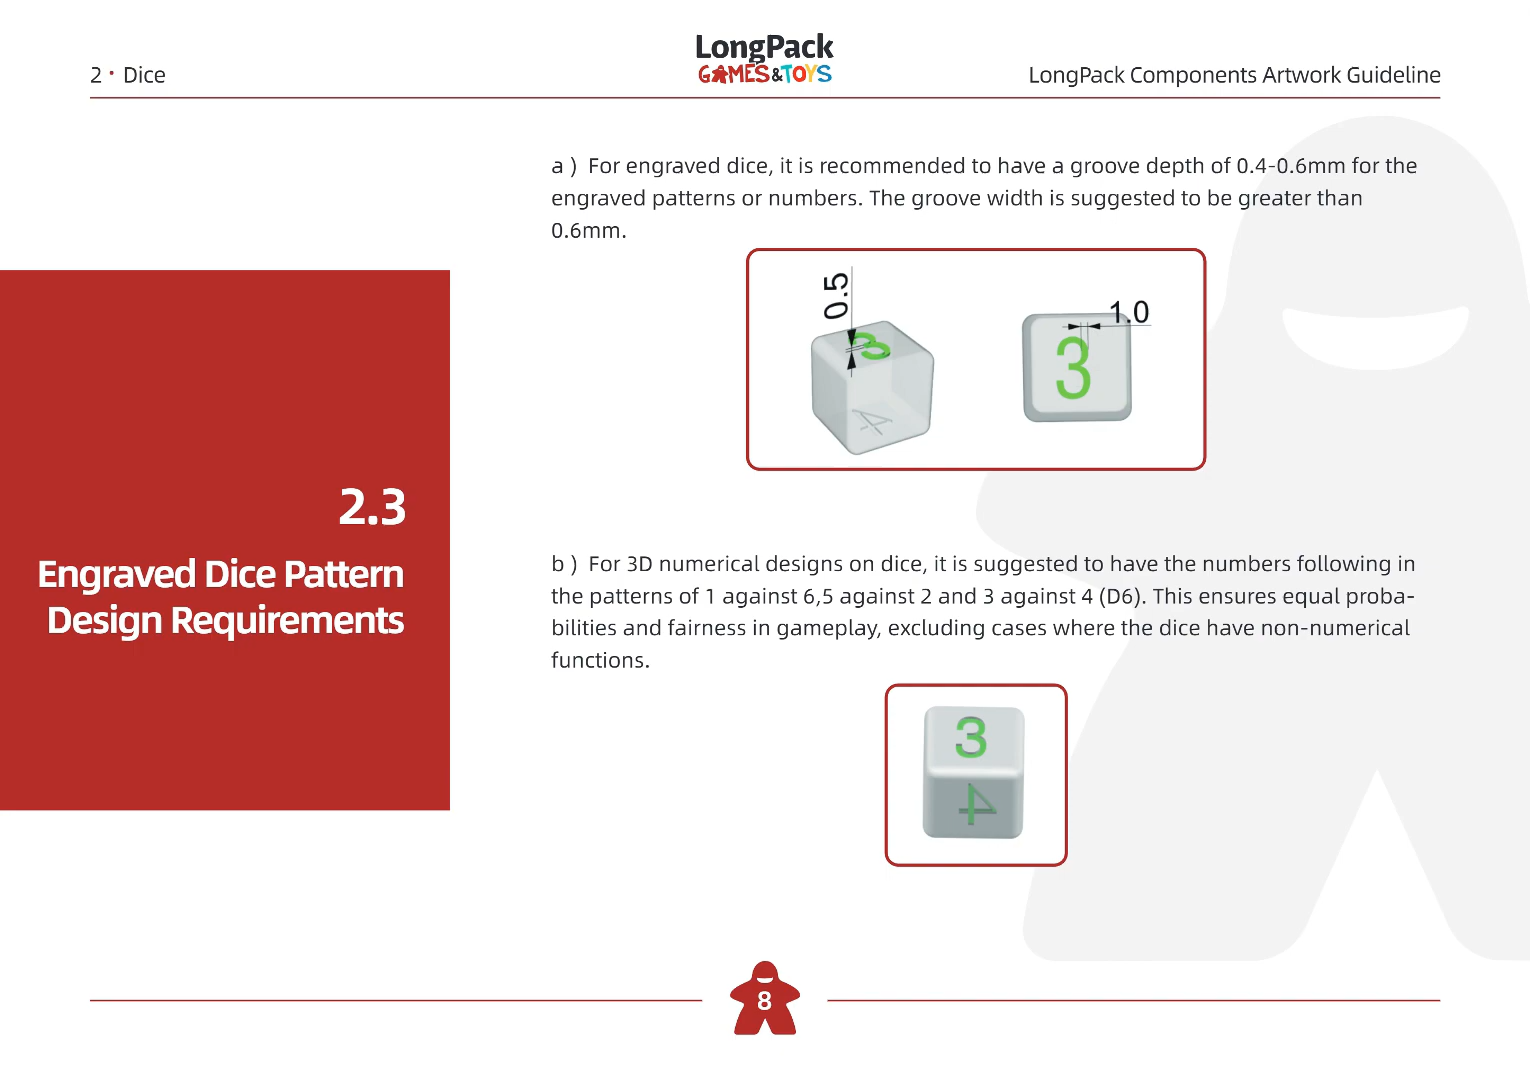 2 · Dice
LongPack
GAMES&TOYS
LongPack Components Artwork Guideline
a ) For engraved dice, it is recommended to have a groove depth of 0.4-0.6mm for the
engraved patterns or numbers. The groove width is suggested to be greater than
0.6mm.
0.5
3
4
1.0
3
2.3
Engraved Dice Pattern
Design Requirements
b ) For 3D numerical designs on dice, it is suggested to have the numbers following in
the patterns of 1 against 6,5 against 2 and 3 against 4 (D6). This ensures equal proba-
bilities and fairness in gameplay, excluding cases where the dice have non-numerical
functions.
3
4
8